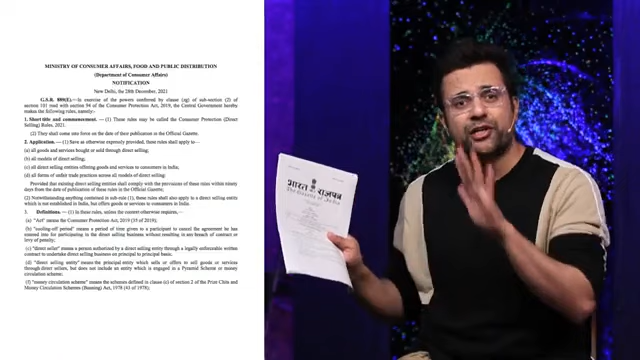 MINISTRY OF CONSUMER AFFAIRS, FOOD AND PUBLIC DISTRIBUTION
(Department of Consumer Affairs)
NOTIFICATION
New Delhi, the 28th December, 2021
G.S.R. 889(E).—In exercise of the powers conferred by clause (zg) of sub-section (2) of
section 101 read with section 94 of the Consumer Protection Act, 2019, the Central Government hereby
makes the following rules, namely:-
1. Short title and commencement. — (1) These rules may be called the Consumer Protection (Direct
Selling) Rules, 2021.
(2) They shall come into force on the date of their publication in the Official Gazette.
2. Application. — (1) Save as otherwise expressly provided, these rules shall apply to—
(a) all goods and services bought or sold through direct selling,
(b) all models of direct selling,
(c) all direct selling entities offering goods and services to consumers in India,
(d) all forms of unfair trade practices across all models of direct selling:
Provided that existing direct selling entities shall comply with the provisions of these rules within ninety
days from the date of publication of these rules in the Official Gazette.
(2) Notwithstanding anything contained in sub-rule (1), these rules shall also apply to a direct selling entity
which is not established in India, but offers goods or services to consumers in India.
3. Definitions. — (1) In these rules, unless the context otherwise requires, —
(a) "Act" means the Consumer Protection Act, 2019 (35 of 2019);
(b) "cooling-off period" means a period of time given to a participant to cancel the agreement he has
entered into for participating in the direct selling business without resulting in any breach of contract or
levy of penalty;
(c) "direct seller" means a person authorized by a direct selling entity through a legally enforceable written
contract to undertake direct selling business on principal to principal basis;
(d) "direct selling entity" means the principal entity which sells or offers to sell goods or services
through direct sellers, but does not include an entity which is engaged in a Pyramid Scheme or money
circulation scheme;
(f) "money circulation scheme" means the schemes defined in clause (c) of section 2 of the Prize Chits and
Money Circulation Schemes (Banning) Act, 1978 (43 of 1978);
भारत का राजपत्र
The Gazette of India